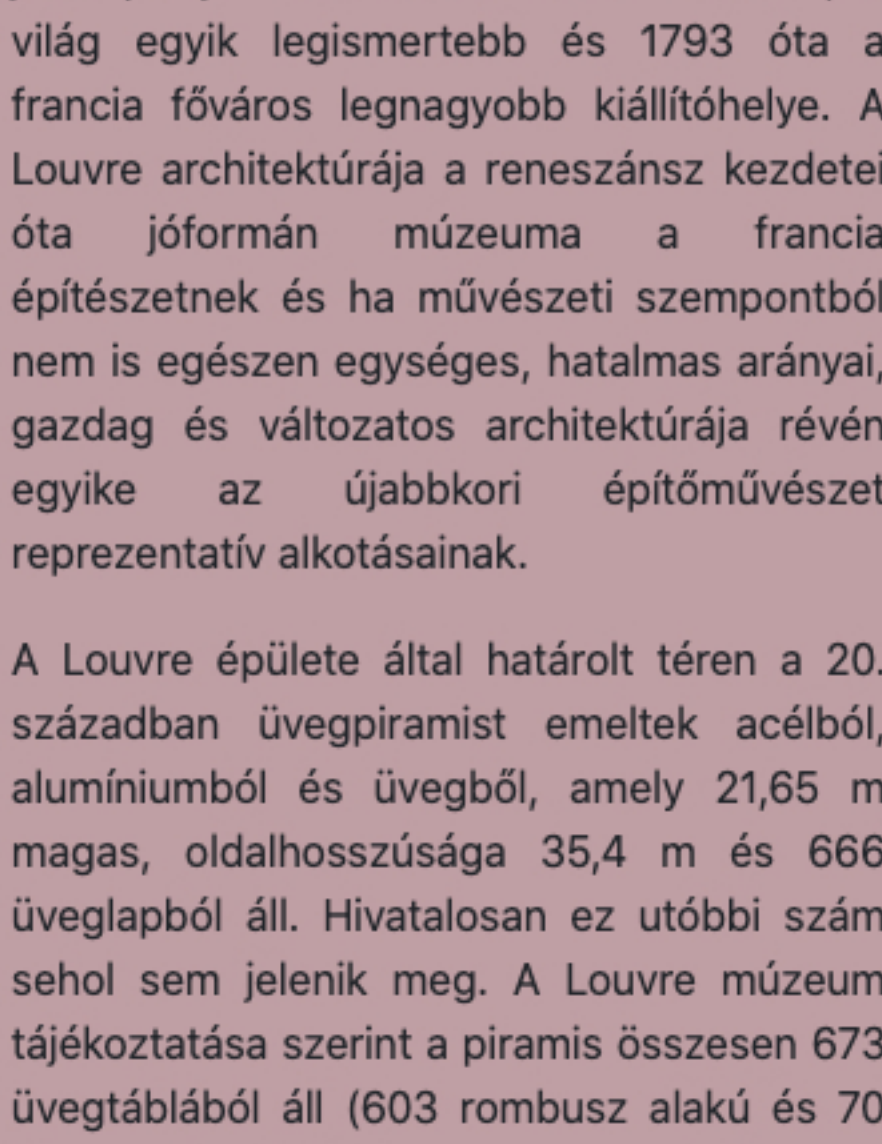 világ egyik legismertebb és 1793 óta a
francia főváros legnagyobb kiállítóhelye. A
Louvre architektúrája a reneszánsz kezdetei
óta jóformán múzeuma a francia
építészetnek és ha művészeti szempontból
nem is egészen egységes, hatalmas arányai,
gazdag és változatos architektúrája révén
egyike az újabbkori építőművészet
reprezentatív alkotásainak.
A Louvre épülete által határolt téren a 20.
században üvegpiramist emeltek acélból,
alumíniumból és üvegből, amely 21,65 m
magas, oldalhosszúsága 35,4 m és 666
üveglapból áll. Hivatalosan ez utóbbi szám
sehol sem jelenik meg. A Louvre múzeum
tájékoztatása szerint a piramis összesen 673
üvegtáblából áll (603 rombusz alakú és 70